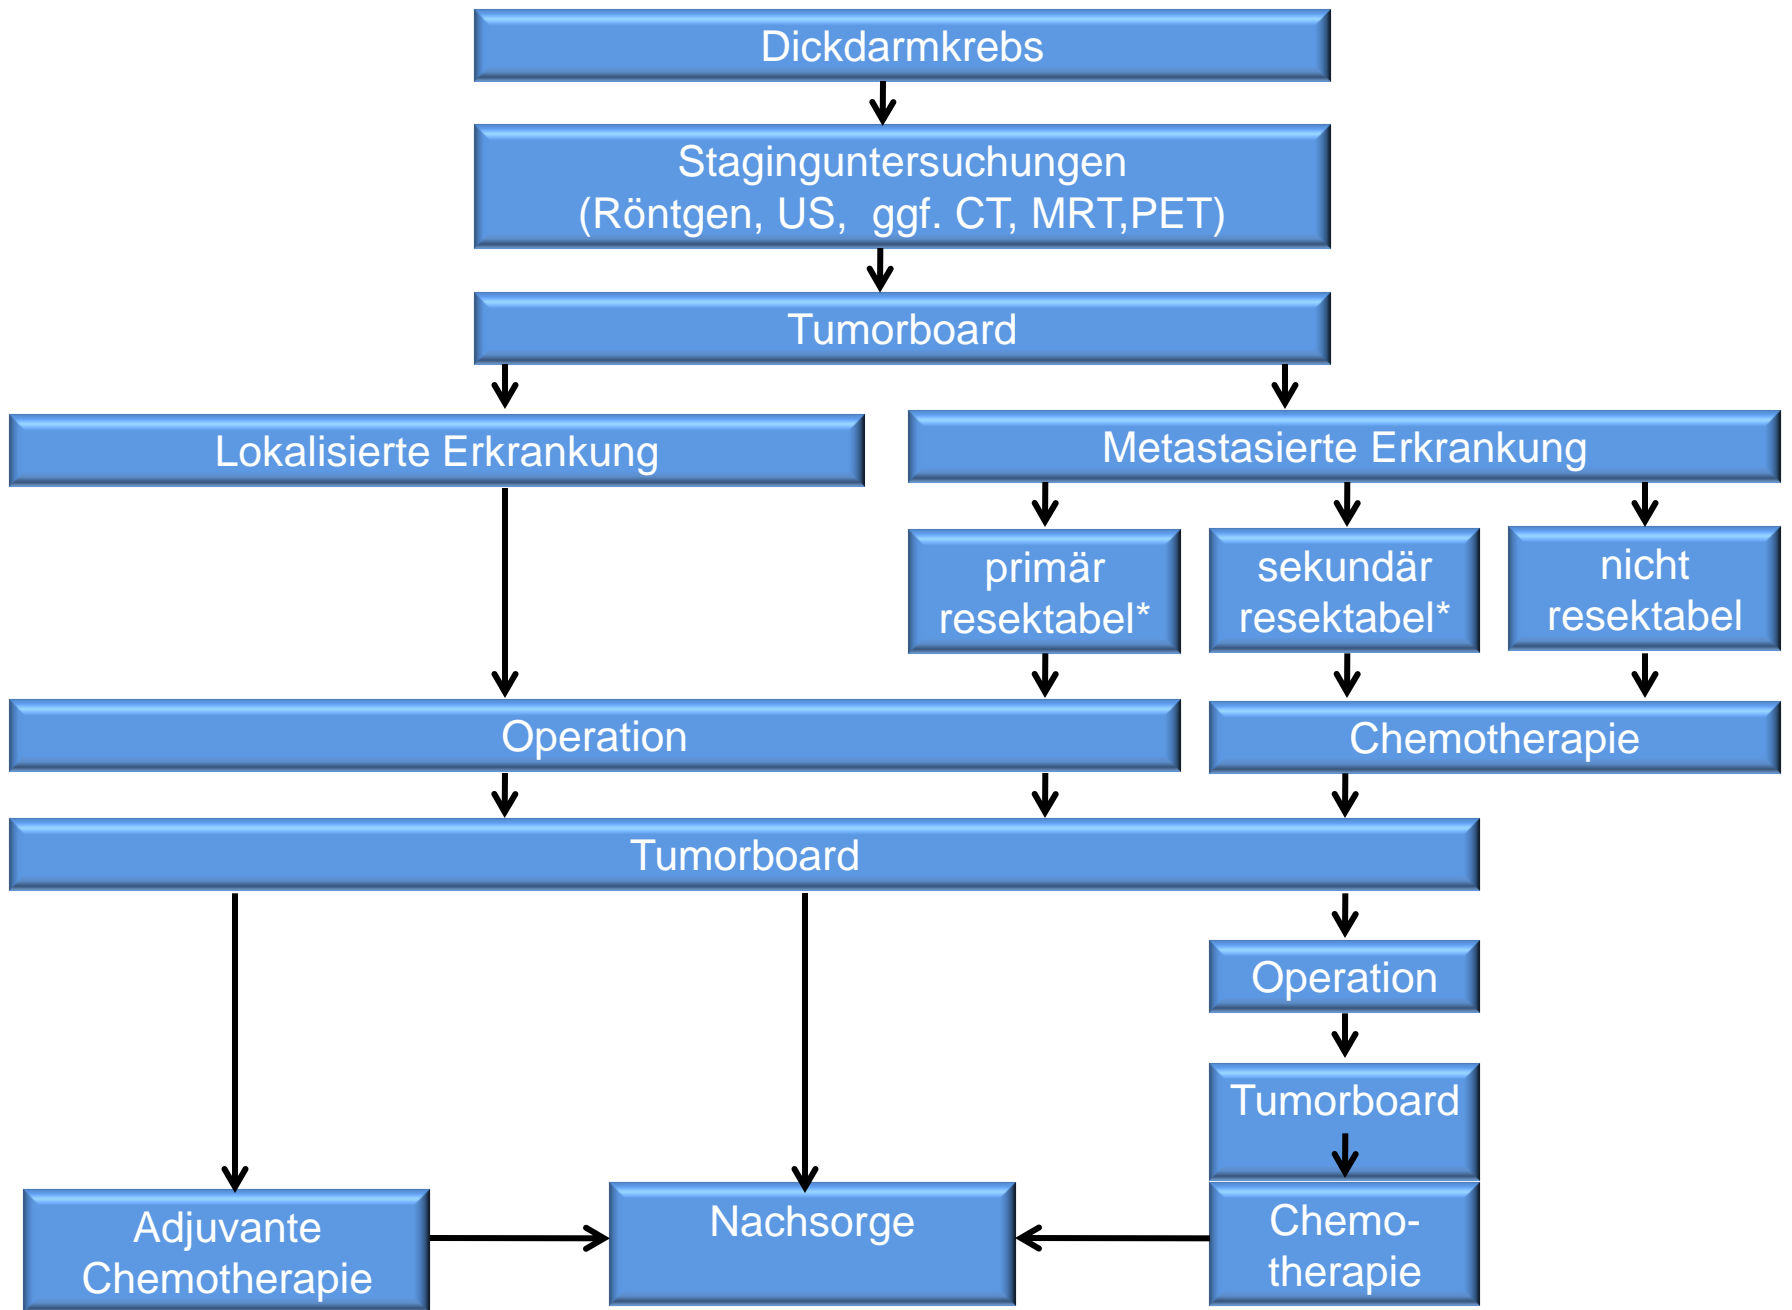 Dickdarmkrebs
Staginguntersuchungen
(Röntgen, US,  ggf. CT, MRT,PET)
Tumorboard
Lokalisierte Erkrankung
Metastasierte Erkrankung
primär
resektabel*
sekundär
resektabel*
nicht
resektabel
Operation
Chemotherapie
Tumorboard
Operation
Tumorboard
Adjuvante
Chemotherapie
Nachsorge
Chemo-
therapie